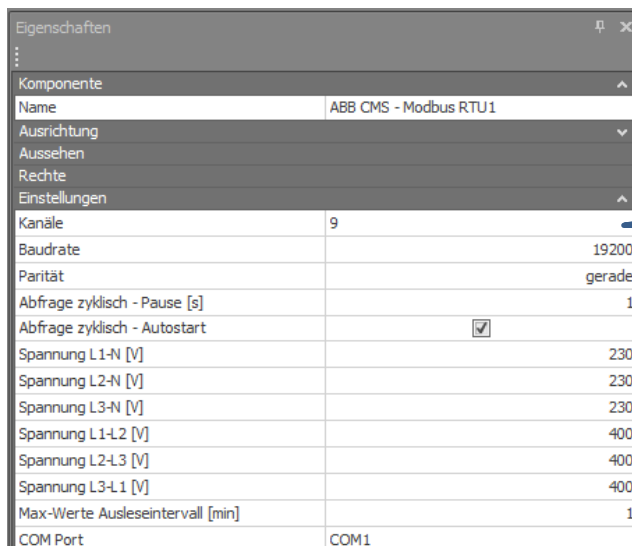 Eigenschaften
Komponente
Name ABB CMS - Modbus RTU1
Ausrichtung
Aussehen
Rechte
Einstellungen
Kanäle 9
Baudrate 19200
Parität gerade
Abfrage zyklisch - Pause [s] 1
Abfrage zyklisch - Autostart
Spannung L1-N [V] 230
Spannung L2-N [V] 230
Spannung L3-N [V] 230
Spannung L1-L2 [V] 400
Spannung L2-L3 [V] 400
Spannung L3-L1 [V] 400
Max-Werte Ausleseintervall [min] 1
COM Port COM1